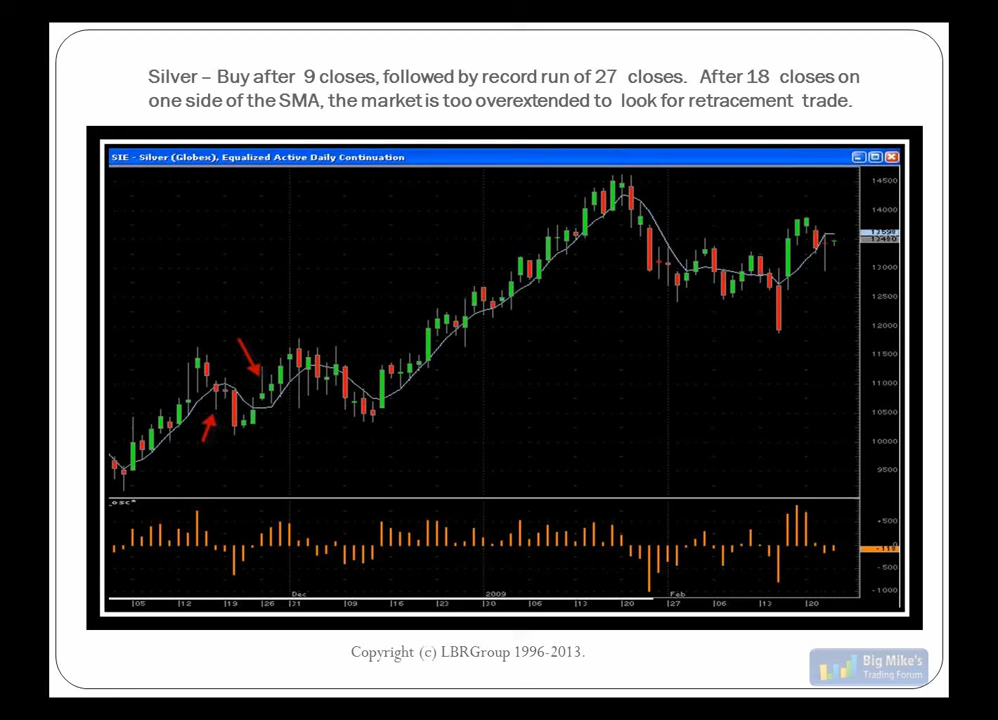 Silver – Buy after 9 closes, followed by record run of 27 closes. After 18 closes on
one side of the SMA, the market is too overextended to look for retracement trade.
SIE - Silver (Globex), Equalized Active Daily Continuation
14500
14000
13598
13480
13000
12500
12000
11500
11000
10500
10000
9500
OSC*
+500
0
-118
-500
-1000
Dec 2009 Feb
|05 |12 |19 |26 |31 |09 |16 |23 |30 |06 |13 |20 |27 |06 |13 |20
Copyright (c) LBRGroup 1996-2013.
Big Mike's
Trading Forum